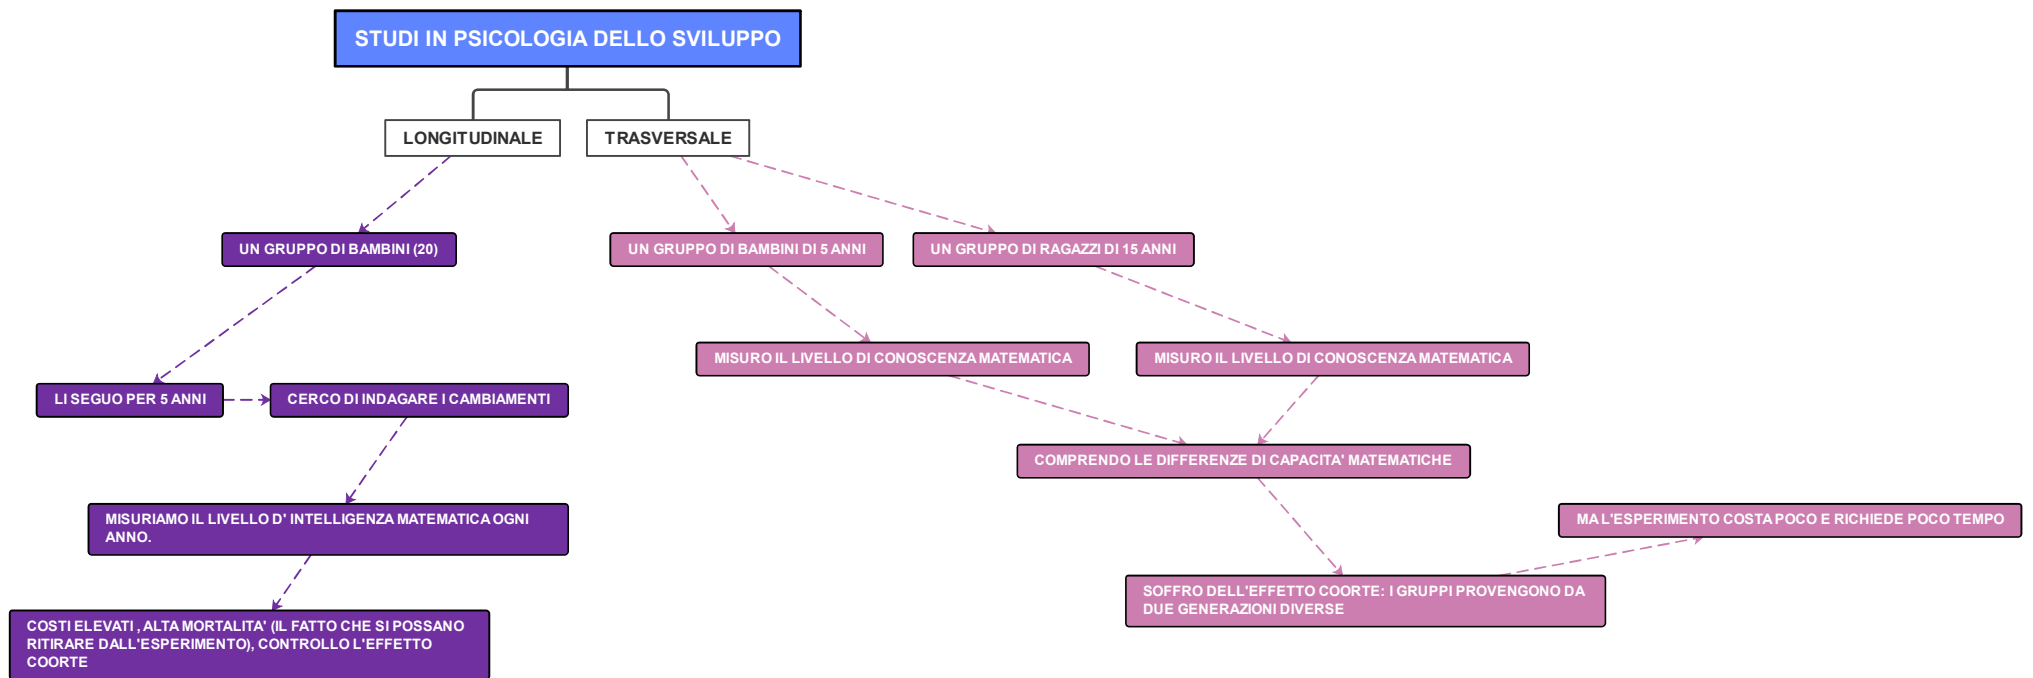 STUDI IN PSICOLOGIA DELLO SVILUPPO
LONGITUDINALE
TRASVERSALE
UN GRUPPO DI BAMBINI (20)
UN GRUPPO DI BAMBINI DI 5 ANNI
UN GRUPPO DI RAGAZZI DI 15 ANNI
MISURO IL LIVELLO DI CONOSCENZA MATEMATICA
MISURO IL LIVELLO DI CONOSCENZA MATEMATICA
LI SEGUO PER 5 ANNI
CERCO DI INDAGARE I CAMBIAMENTI
COMPRENDO LE DIFFERENZE DI CAPACITA' MATEMATICHE
MISURIAMO IL LIVELLO D' INTELLIGENZA MATEMATICA OGNI
ANNO.
MA L'ESPERIMENTO COSTA POCO E RICHIEDE POCO TEMPO
SOFFRO DELL'EFFETTO COORTE: I GRUPPI PROVENGONO DA
DUE GENERAZIONI DIVERSE
COSTI ELEVATI , ALTA MORTALITA' (IL FATTO CHE SI POSSANO
RITIRARE DALL'ESPERIMENTO), CONTROLLO L'EFFETTO
COORTE